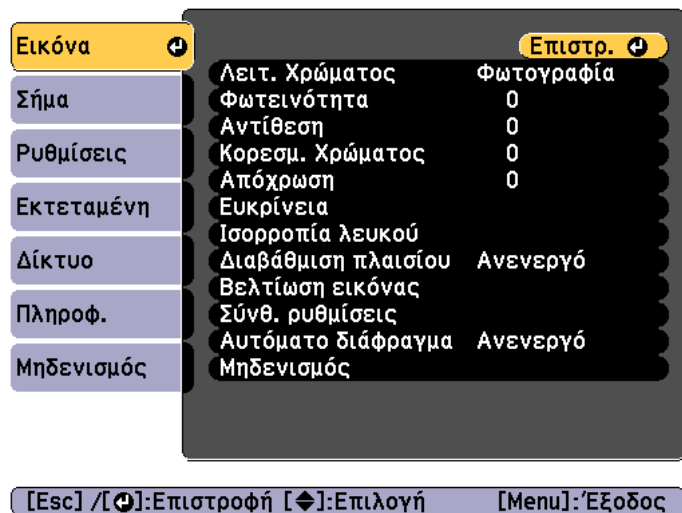 Εικόνα
Σήμα
Ρυθμίσεις
Εκτεταμένη
Δίκτυο
Πληροφ.
Μηδενισμός
Επιστρ.
Λειτ. Χρώματος Φωτογραφία
Φωτεινότητα 0
Αντίθεση 0
Κορεσμ. Χρώματος 0
Απόχρωση 0
Ευκρίνεια
Ισορροπία λευκού
Διαβάθμιση πλαισίου Ανενεργό
Βελτίωση εικόνας
Σύνθ. ρυθμίσεις
Αυτόματο διάφραγμα Ανενεργό
Μηδενισμός
[Esc] /[⏎]:Επιστροφή [◆]:Επιλογή [Menu]:Έξοδος